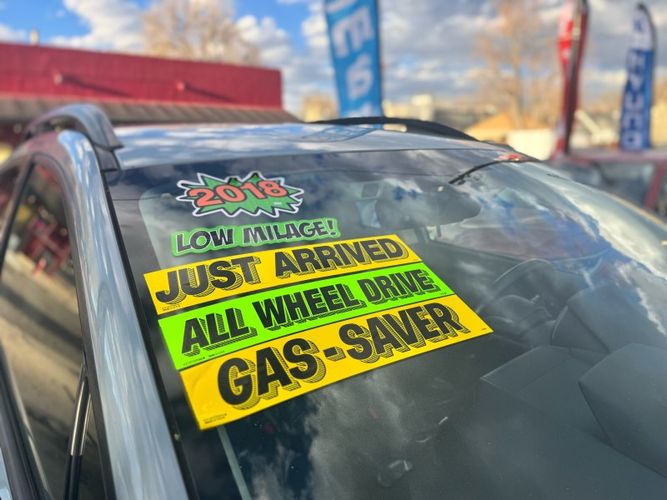 2018
LOW MILAGE!
JUST ARRIVED
ALL WHEEL DRIVE
GAS-SAVER